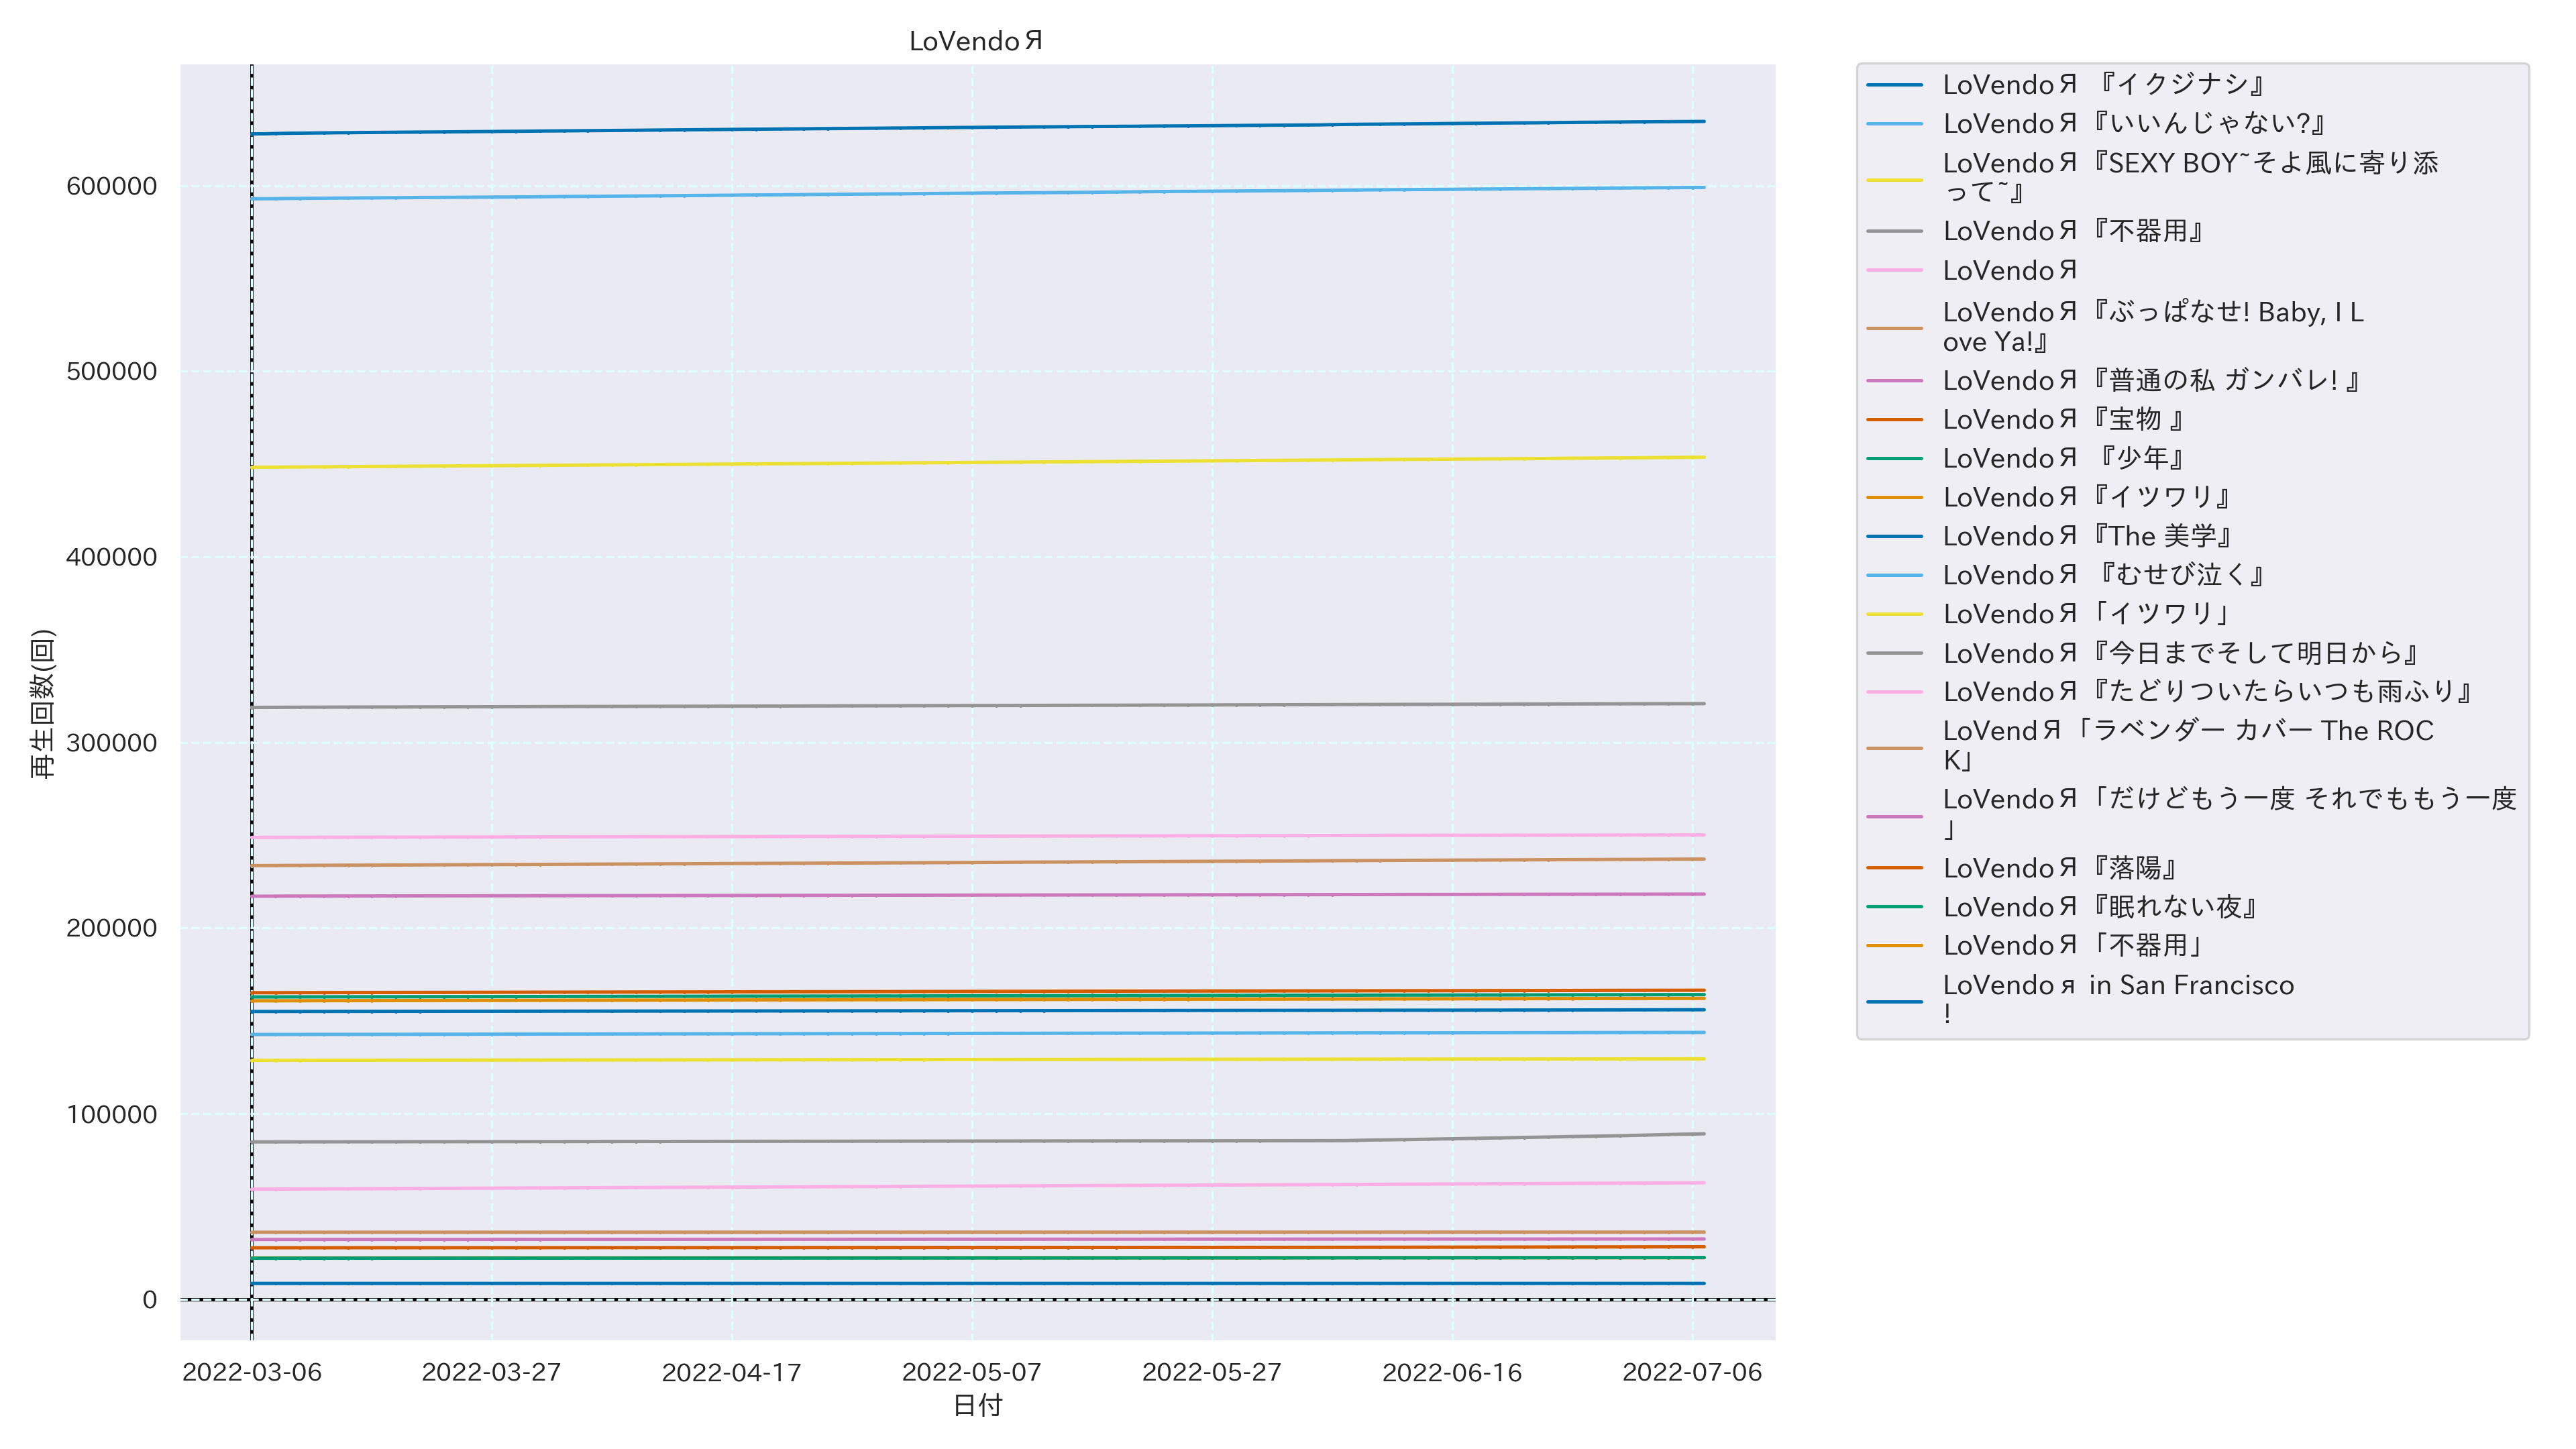 LoVendoЯ
600000
500000
400000
300000
200000
100000
0
再生回数(回)
2022-03-06
2022-03-27
2022-04-17
2022-05-07
2022-05-27
2022-06-16
2022-07-06
日付
LoVendoЯ 『イクジナシ』
LoVendoЯ『いいんじゃない?』
LoVendoЯ『SEXY BOY~そよ風に寄り添
って~』
LoVendoЯ『不器用』
LoVendoЯ
LoVendoЯ『ぶっぱなせ! Baby, I L
ove Ya!』
LoVendoЯ『普通の私 ガンバレ! 』
LoVendoЯ『宝物 』
LoVendoЯ 『少年』
LoVendoЯ『イツワリ』
LoVendoЯ『The 美学』
LoVendoЯ 『むせび泣く』
LoVendoЯ「イツワリ」
LoVendoЯ『今日までそして明日から』
LoVendoЯ『たどりついたらいつも雨ふり』
LoVendЯ「ラベンダー カバー The ROC
K」
LoVendoЯ「だけどもう一度 それでももう一度
」
LoVendoЯ『落陽』
LoVendoЯ『眠れない夜』
LoVendoЯ「不器用」
LoVendoя in San Francisco
!